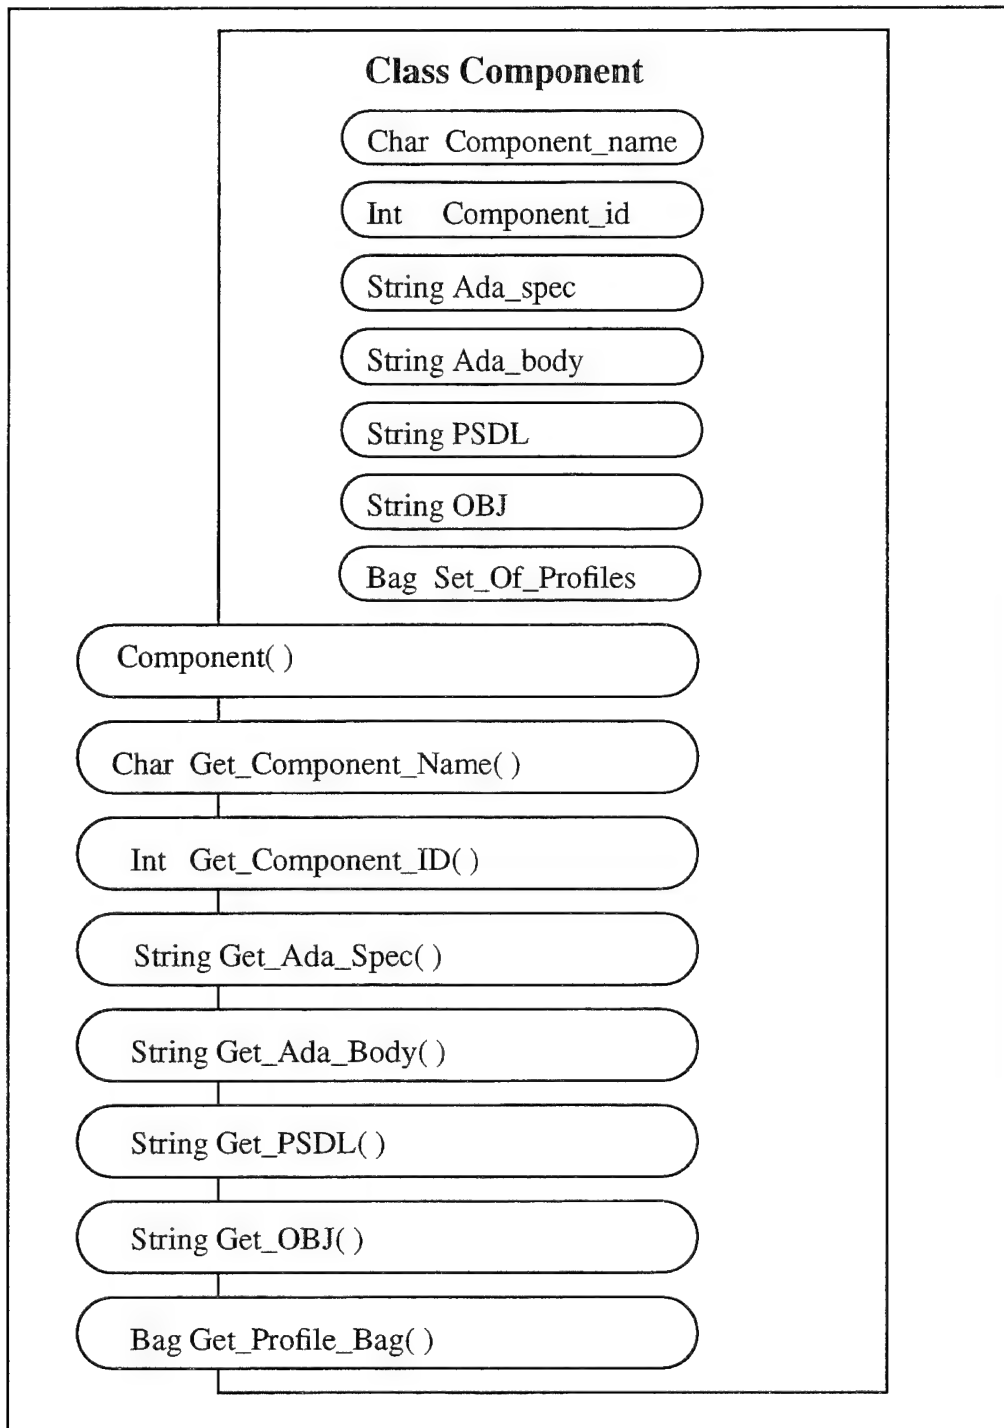 Class Component
Char Component_name
Int Component_id
String Ada_spec
String Ada_body
String PSDL
String OBJ
Bag Set_Of_Profiles
Component( )
Char Get_Component_Name( )
Int Get_Component_ID( )
String Get_Ada_Spec( )
String Get_Ada_Body( )
String Get_PSDL( )
String Get_OBJ( )
Bag Get_Profile_Bag( )